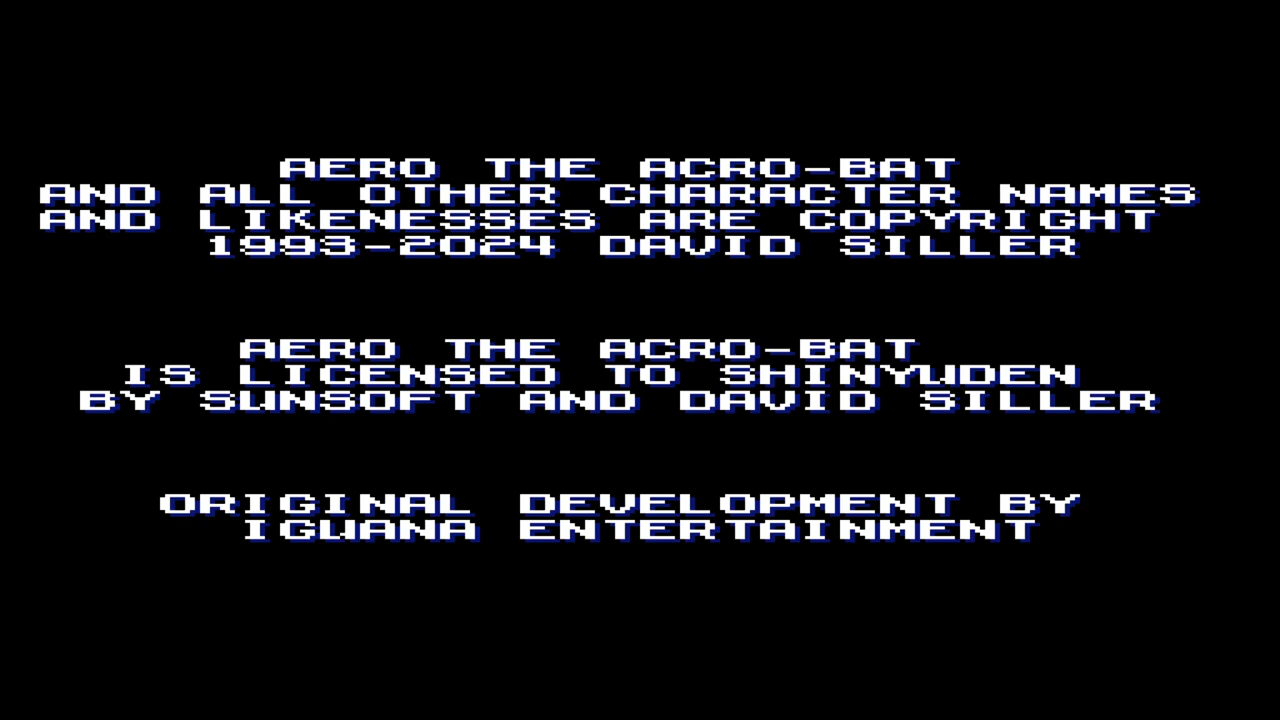 AERO THE ACRO-BAT
AND ALL OTHER CHARACTER NAMES
AND LIKENESSES ARE COPYRIGHT
1993-2024 DAVID SILLER
AERO THE ACRO-BAT
IS LICENSED TO SHINYUDEN
BY SUNSOFT AND DAVID SILLER
ORIGINAL DEVELOPMENT BY
IGUANA ENTERTAINMENT